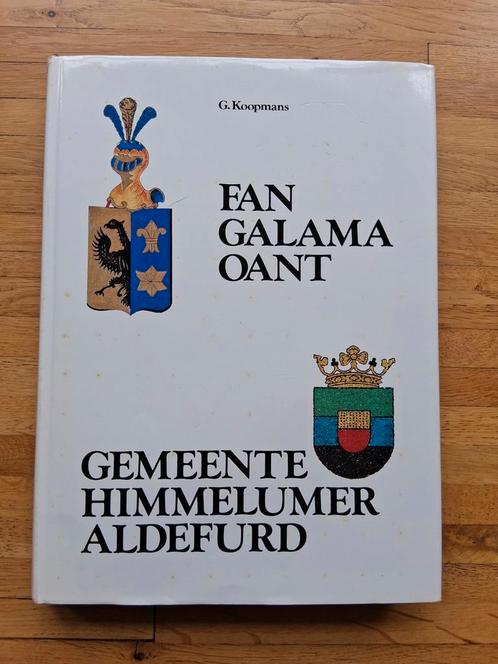 G. Koopmans
FAN
GALAMA
OANT
GEMEENTE
HIMMELUMER
ALDEFURD